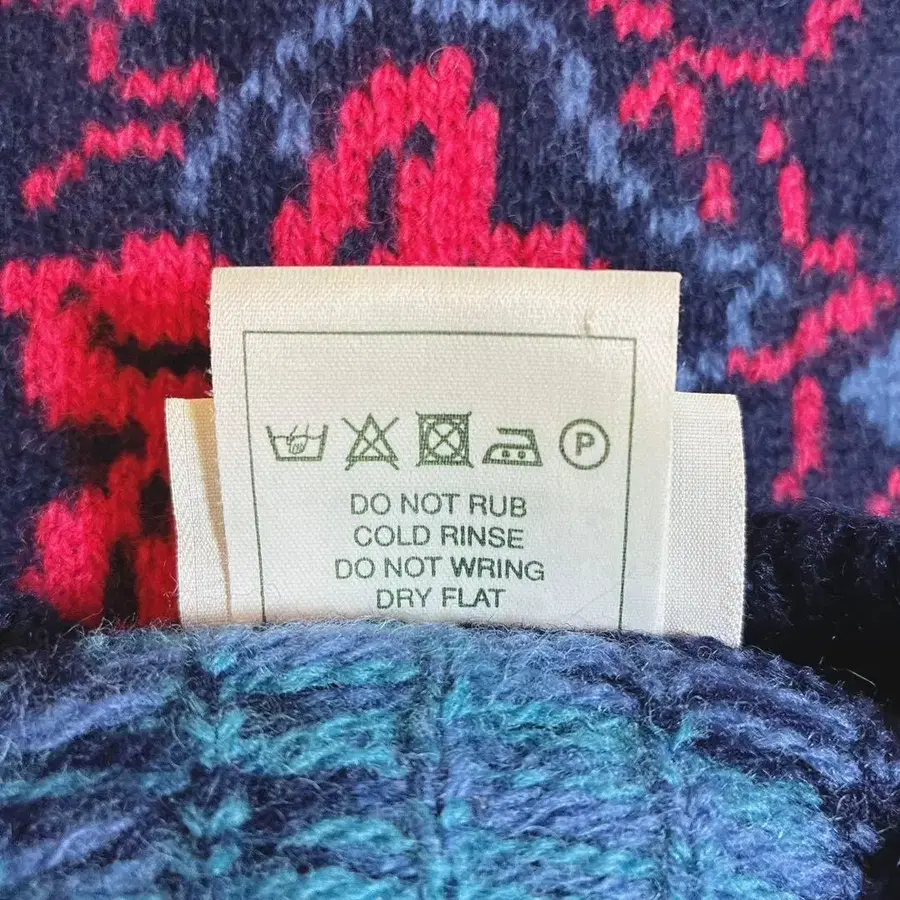 P
DO NOT RUB
COLD RINSE
DO NOT WRING
DRY FLAT